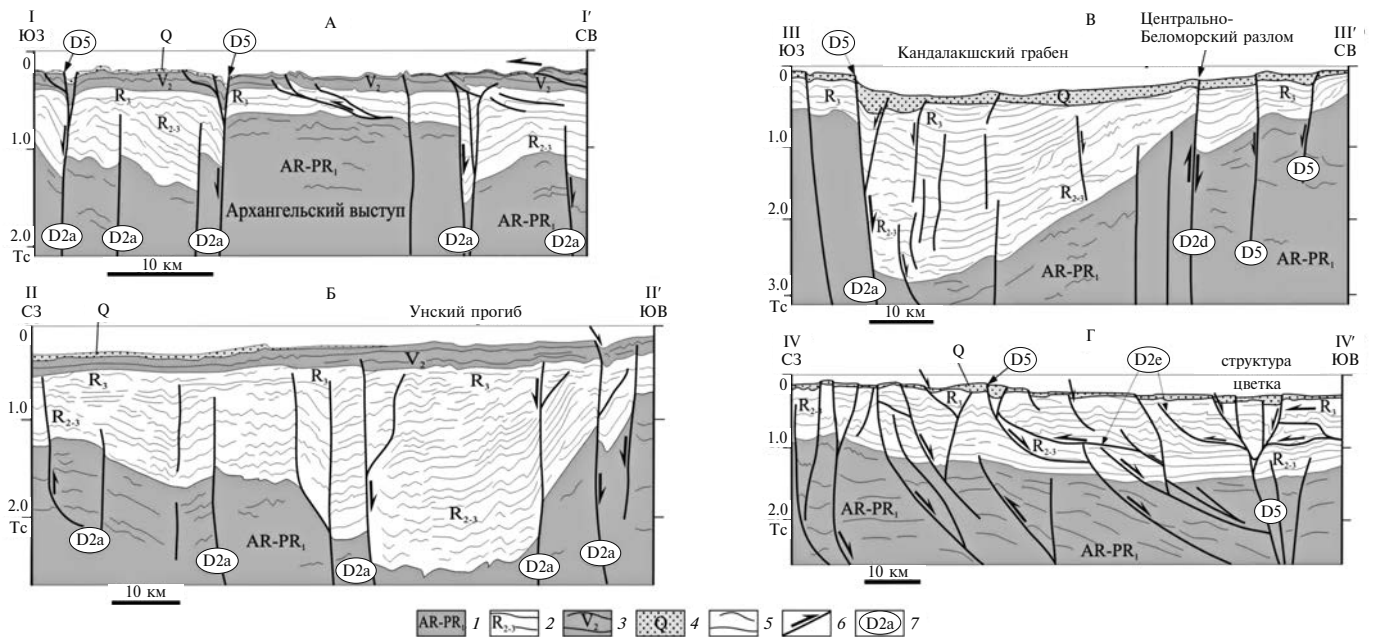 I А I′
ЮЗ СВ
D5 Q D5
0
V₂ V₂
R₃ R₃
R₂₋₃ R₂₋₃
1.0
AR-PR₁
Архангельский выступ AR-PR₁
D2a D2a D2a D2a D2a
2.0
Тс
10 км
II Б II′
СЗ Q Унский прогиб ЮВ
0
V₂
R₃ R₃ R₃
R₂₋₃
1.0
R₂₋₃
2.0
Тс
D2a D2a AR-PR₁ D2a D2a D2a
10 км
III В Центрально- III′
ЮЗ D5 Кандалакшский грабен Беломорский разлом СВ
0
R₃ Q R₃
R₃
1.0
D5
R₂₋₃
2.0
R₂₋₃
D2d D5 AR-PR₁
AR-PR₁
D2a
3.0
Тс
10 км
IV Г IV′
СЗ Q D5 D2e структура ЮВ
цветка
0
R₂₋₃ R₃ R₃
1.0
R₂₋₃ R₂₋₃
2.0
Тс
AR-PR₁ D5
AR-PR₁
10 км
AR-PR₁ 1 R₂₋₃ 2 V₂ 3 Q 4 5 6 D2a 7